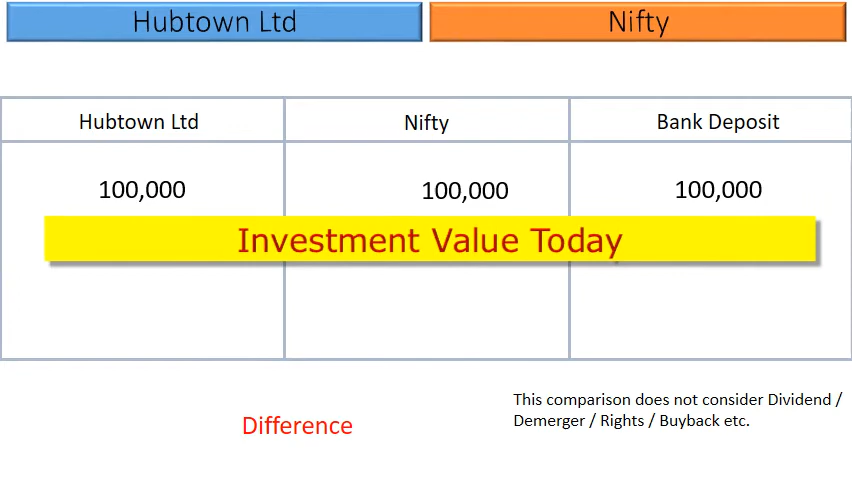 Hubtown Ltd
Nifty
Hubtown Ltd
Nifty
Bank Deposit
100,000
100,000
100,000
Investment Value Today
Difference
This comparison does not consider Dividend /
Demerger / Rights / Buyback etc.